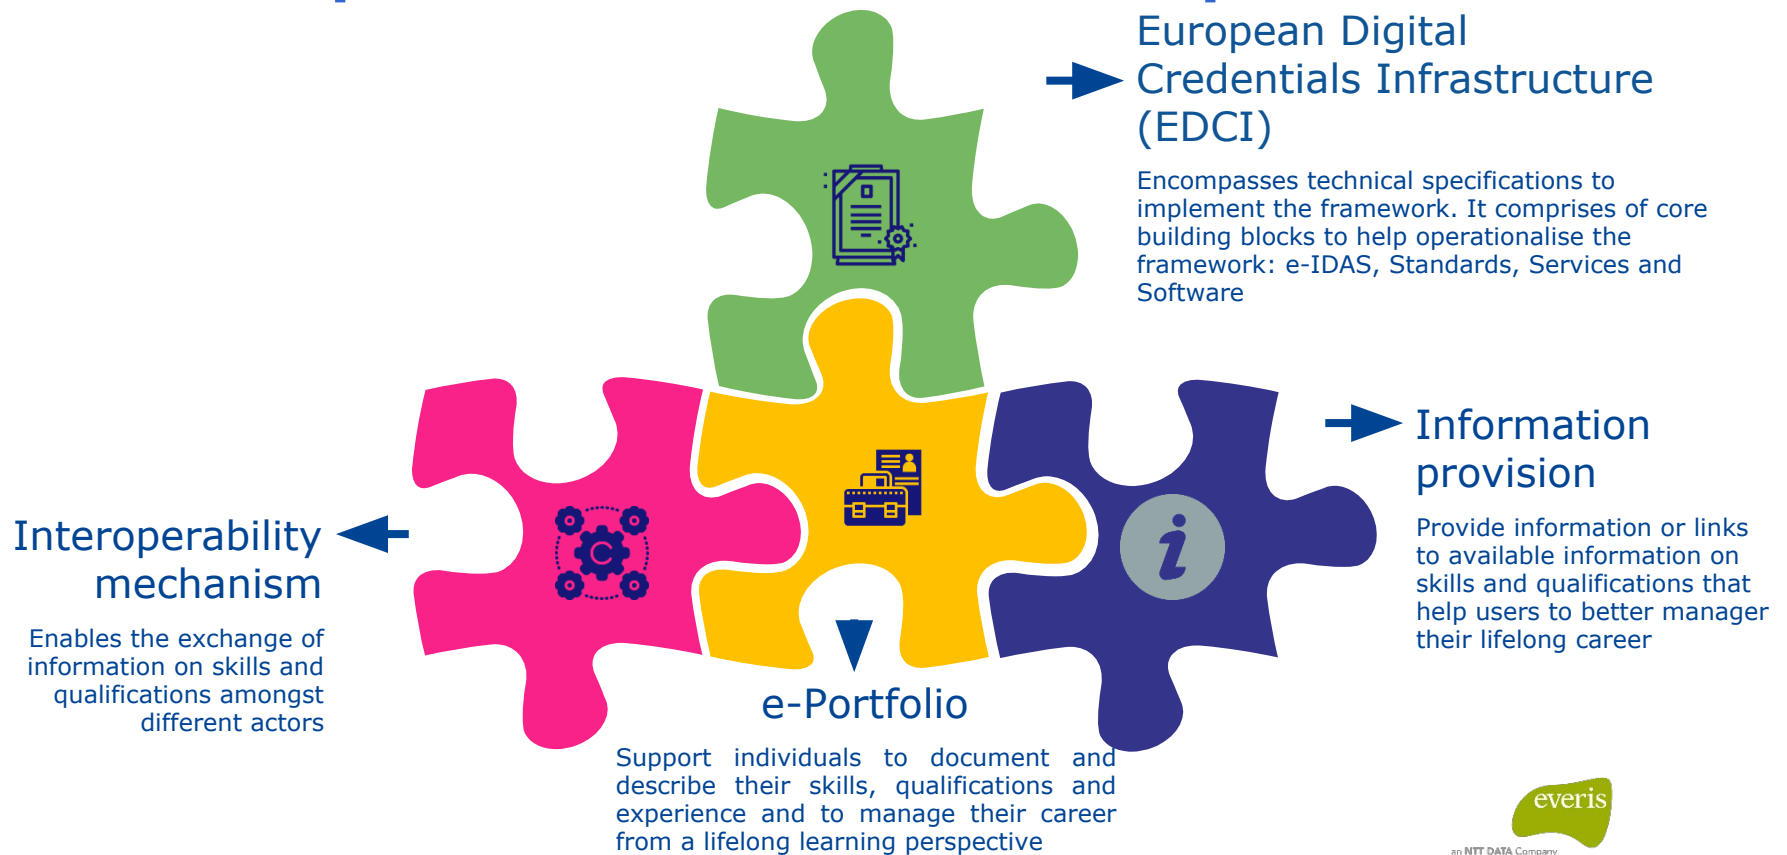 European Digital
Credentials Infrastructure
(EDCI)
Encompasses technical specifications to
implement the framework. It comprises of core
building blocks to help operationalise the
framework: e-IDAS, Standards, Services and
Software
Information
provision
Provide information or links
to available information on
skills and qualifications that
help users to better manager
their lifelong career
Interoperability
mechanism
Enables the exchange of
information on skills and
qualifications amongst
different actors
e-Portfolio
Support individuals to document and
describe their skills, qualifications and
experience and to manage their career
from a lifelong learning perspective
everis
an NTT DATA Company